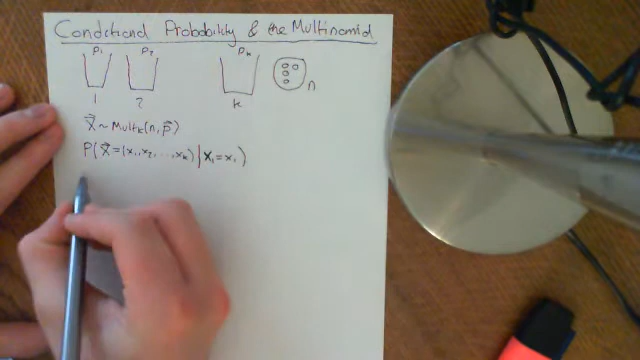 Conditional Probability & the Multinomial
P₁ P₂ Pₖ
1 2 k n
X⃗ ~ Multₖ(n, p⃗)
P(X⃗ = (x₁, x₂, ..., xₖ) | X₁ = x₁)